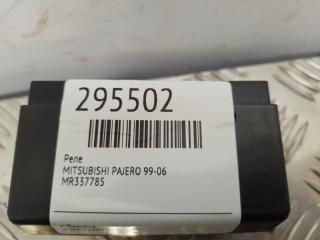 295502
Реле
MITSUBISHI PAJERO 99-06
MR337785